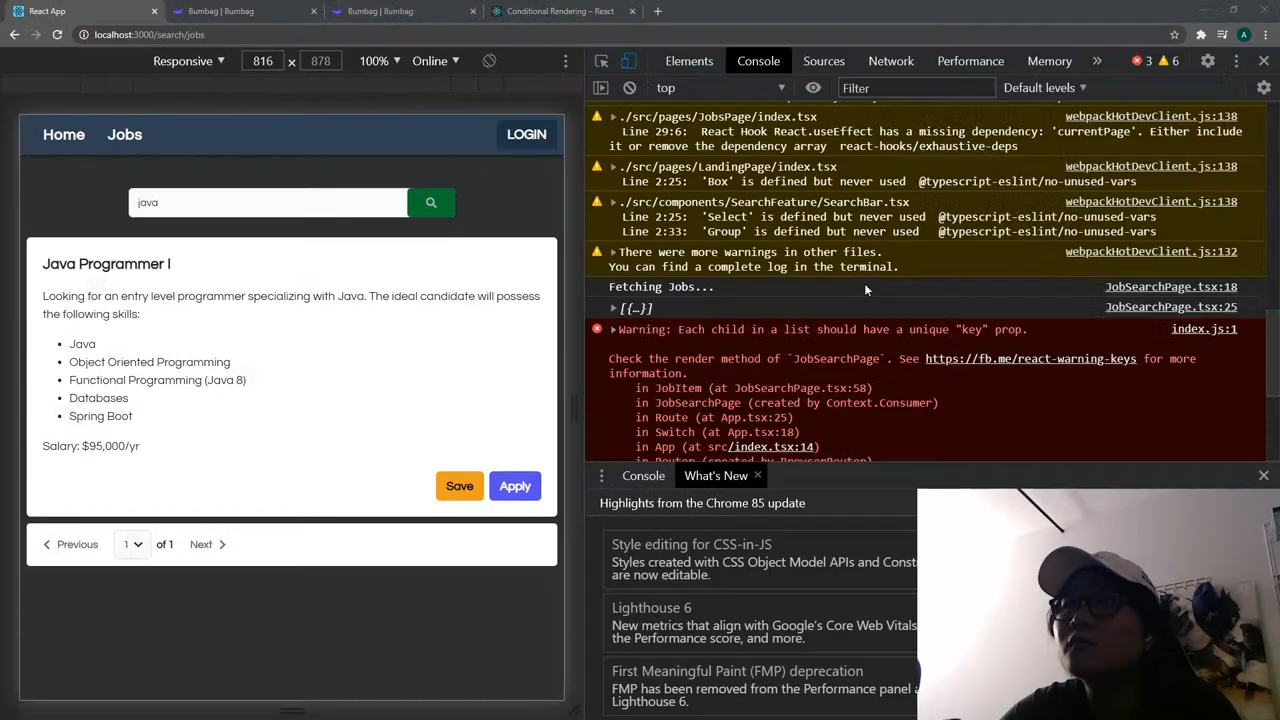 React App
Bumbag | Bumbag
Bumbag | Bumbag
Conditional Rendering – React
localhost:3000/search/jobs
A
Responsive
816
×
878
100%
Online
Elements
Console
Sources
Network
Performance
Memory
3
6
top
Filter
Default levels
Home
Jobs
LOGIN
java
Java Programmer I
Looking for an entry level programmer specializing with Java. The ideal candidate will possess
the following skills:
• Java
• Object Oriented Programming
• Functional Programming (Java 8)
• Databases
• Spring Boot
Salary: $95,000/yr
Save
Apply
Previous
1
of 1
Next
./src/pages/JobsPage/index.tsx
webpackHotDevClient.js:138
Line 29:6: React Hook React.useEffect has a missing dependency: 'currentPage'. Either include
it or remove the dependency array react-hooks/exhaustive-deps
./src/pages/LandingPage/index.tsx
webpackHotDevClient.js:138
Line 2:25: 'Box' is defined but never used @typescript-eslint/no-unused-vars
./src/components/SearchFeature/SearchBar.tsx
webpackHotDevClient.js:138
Line 2:25: 'Select' is defined but never used @typescript-eslint/no-unused-vars
Line 2:33: 'Group' is defined but never used @typescript-eslint/no-unused-vars
There were more warnings in other files.
webpackHotDevClient.js:132
You can find a complete log in the terminal.
Fetching Jobs...
JobSearchPage.tsx:18
[{…}]
JobSearchPage.tsx:25
Warning: Each child in a list should have a unique "key" prop.
index.js:1
Check the render method of `JobSearchPage`. See https://fb.me/react-warning-keys for more
information.
in JobItem (at JobSearchPage.tsx:58)
in JobSearchPage (created by Context.Consumer)
in Route (at App.tsx:25)
in Switch (at App.tsx:18)
in App (at src/index.tsx:14)
in Router (created by BrowserRouter)
Console
What's New
Highlights from the Chrome 85 update
Style editing for CSS-in-JS
Styles created with CSS Object Model APIs and Constr
are now editable.
Lighthouse 6
New metrics that align with Google's Core Web Vitals
the Performance score, and more.
First Meaningful Paint (FMP) deprecation
FMP has been removed from the Performance panel a
Lighthouse 6.